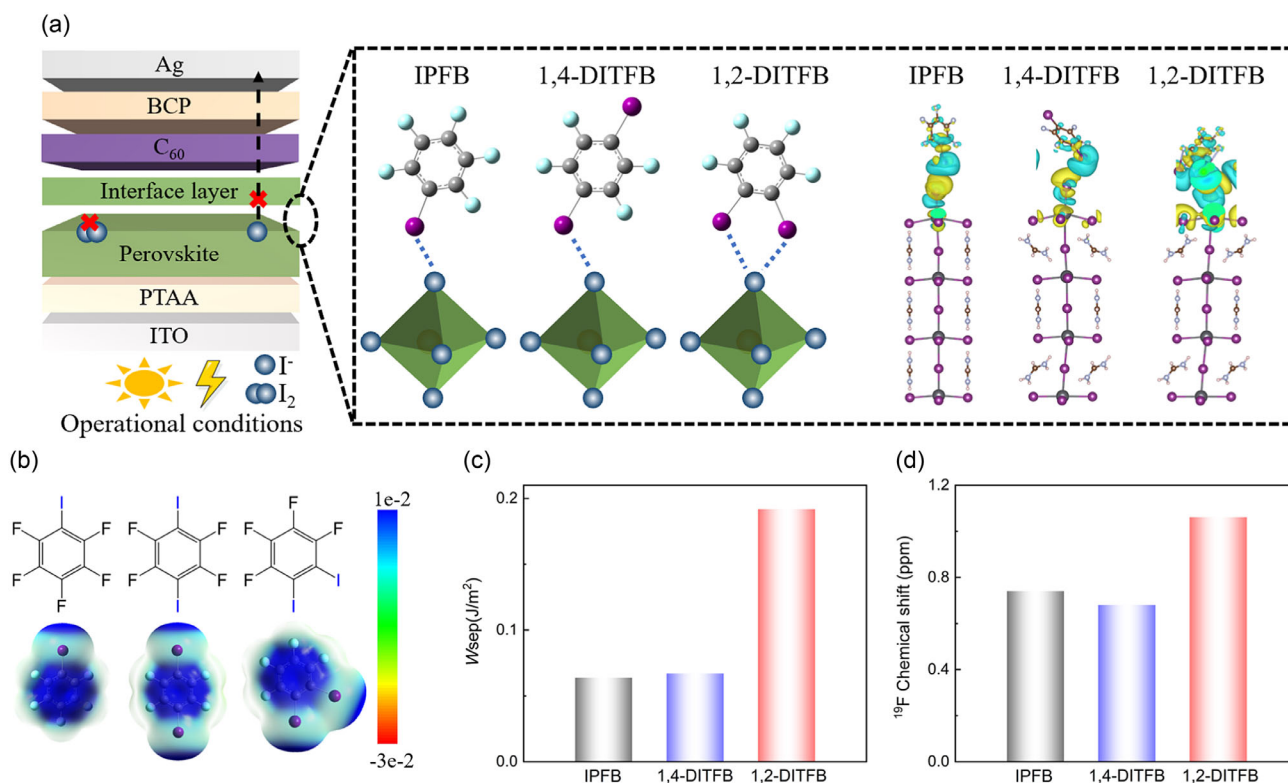 (a)
Ag
BCP
C₆₀
Interface layer
Perovskite
PTAA
ITO
I⁻
I₂
Operational conditions
IPFB 1,4-DITFB 1,2-DITFB
IPFB 1,4-DITFB 1,2-DITFB
(b)
I
F F
F F
F
I
F F
F F
I
F
F F
F I
I
1e-2
-3e-2
(c)
Wsep(J/m²)
0.2
0.1
0.0
IPFB 1,4-DITFB 1,2-DITFB
(d)
¹⁹F Chemical shift (ppm)
1.2
0.8
0.4
0.0
IPFB 1,4-DITFB 1,2-DITFB